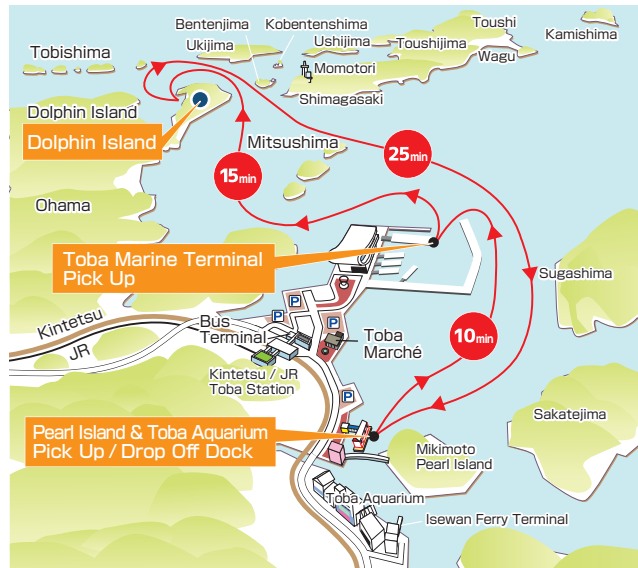 Bentenjima
Kobentenshima
Toushi
Kamishima
Tobishima
Ukijima
Ushijima
Toushijima
Wagu
Momotori
Shimagasaki
Dolphin Island
Dolphin Island
Mitsushima
25min
15min
Ohama
Toba Marine Terminal
Pick Up
Sugashima
P
P
P
Kintetsu
JR
Bus
Terminal
Toba
Marché
10min
Kintetsu / JR
Toba Station
P
Sakatejima
Pearl Island & Toba Aquarium
Pick Up / Drop Off Dock
Mikimoto
Pearl Island
Toba Aquarium
Isewan Ferry Terminal